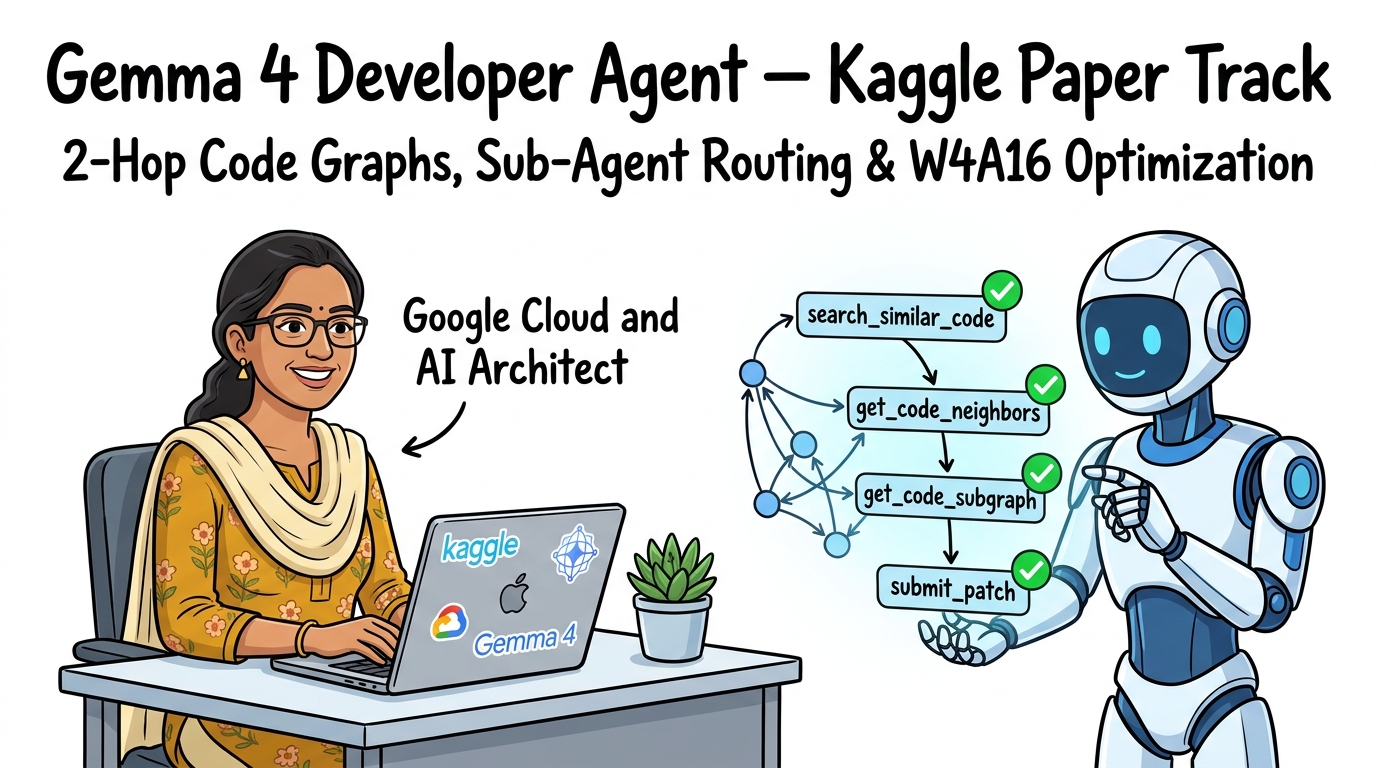 Gemma 4 Developer Agent — Kaggle Paper Track
2-Hop Code Graphs, Sub-Agent Routing & W4A16 Optimization
Google Cloud and
AI Architect
search_similar_code
get_code_neighbors
get_code_subgraph
submit_patch
kaggle
Gemma 4